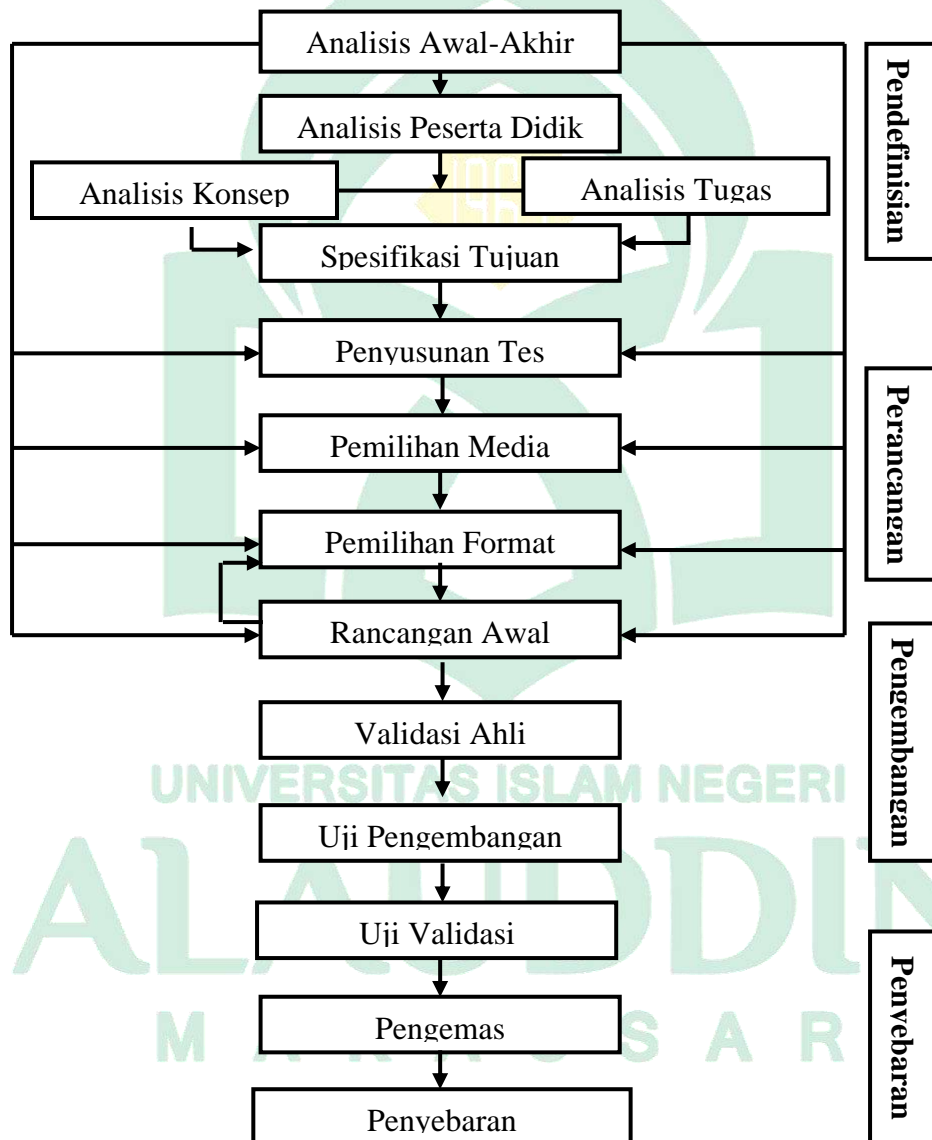 Analisis Awal-Akhir
Analisis Peserta Didik
Analisis Konsep
Analisis Tugas
Spesifikasi Tujuan
Pendefinisian
Penyusunan Tes
Pemilihan Media
Pemilihan Format
Rancangan Awal
Perancangan
Validasi Ahli
Uji Pengembangan
Pengembangan
Uji Validasi
Pengemas
Penyebaran
Penyebaran
UNIVERSITAS ISLAM NEGERI
ALAUDDIN